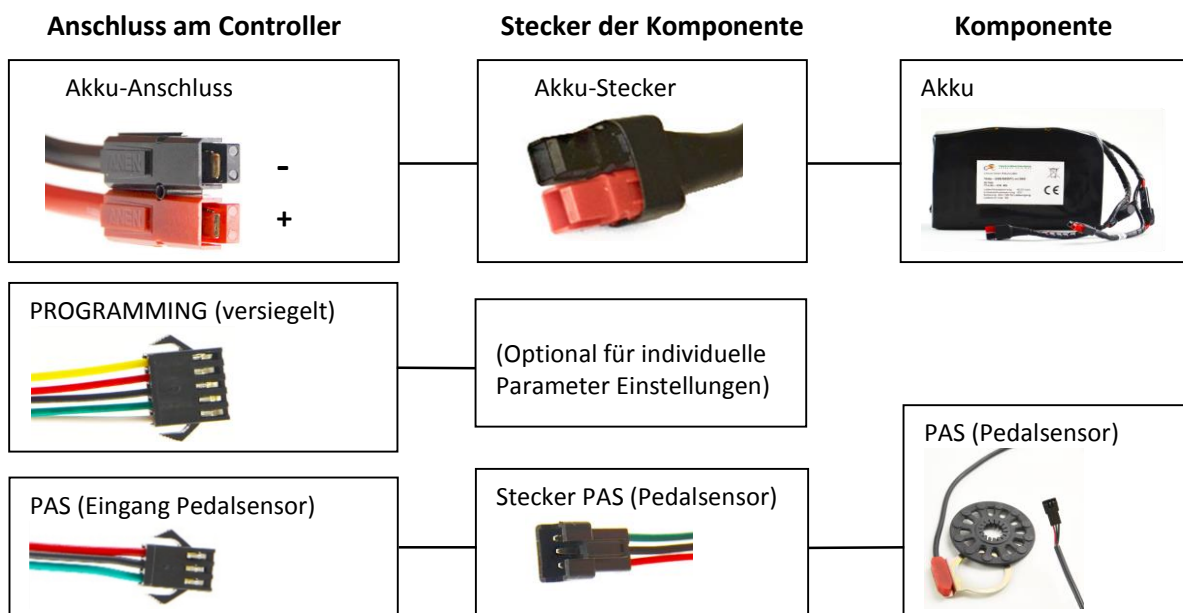 Anschluss am Controller
Stecker der Komponente
Komponente
Akku-Anschluss
Akku-Stecker
Akku
-
+
CE
PROGRAMMING (versiegelt)
(Optional für individuelle
Parameter Einstellungen)
PAS (Pedalsensor)
PAS (Eingang Pedalsensor)
Stecker PAS (Pedalsensor)